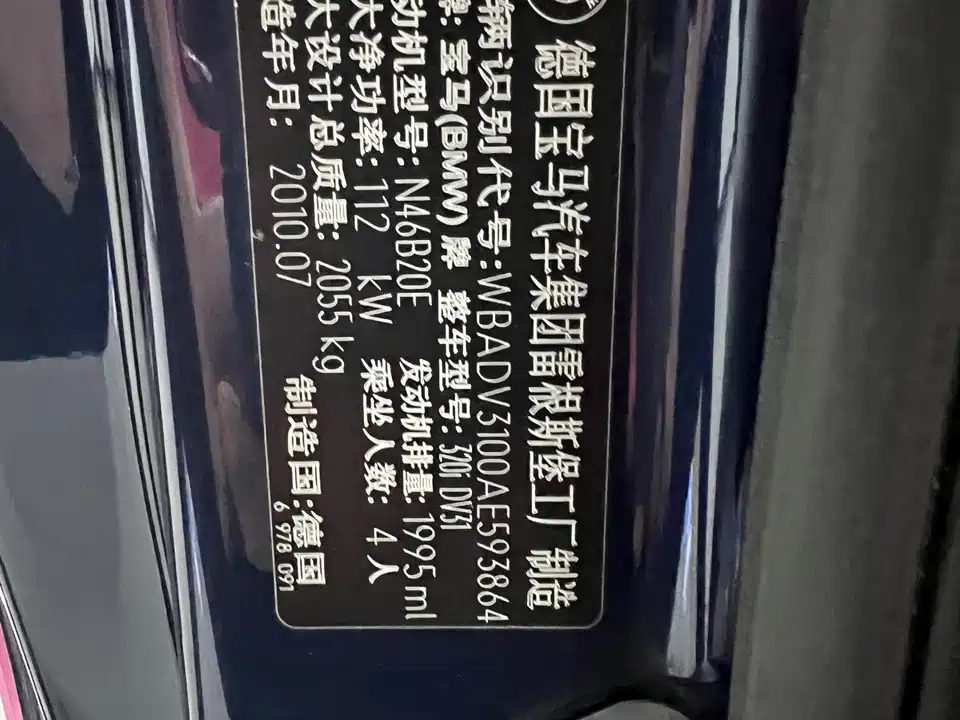 德国宝马汽车集团雷根斯堡工厂制造
辆识别代号:WBADV3100AE593864
牌:宝马(BMW)牌 整车型号:320i DV31
动机型号:N46B20E 发动机排量:1995ml
大净功率:112 kW 乘坐人数:4人
大设计总质量:2055kg
造年月:2010.07 制造国:德国
6 978 091